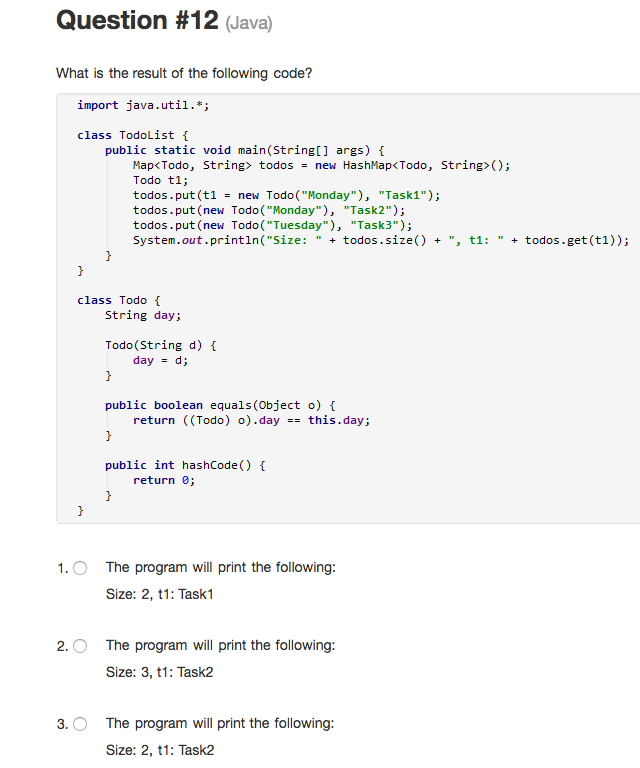 Question #12 (Java)
What is the result of the following code?
import java.util.*;
class TodoList {
public static void main(String[] args) {
Map<Todo, String> todos = new HashMap<Todo, String>();
Todo t1;
todos.put(t1 = new Todo("Monday"), "Task1");
todos.put(new Todo("Monday"), "Task2");
todos.put(new Todo("Tuesday"), "Task3");
System.out.println("Size: " + todos.size() + ", t1: " + todos.get(t1));
}
}
class Todo {
String day;
Todo(String d) {
day = d;
}
public boolean equals(Object o) {
return ((Todo) o).day == this.day;
}
public int hashCode() {
return 0;
}
}
1. The program will print the following:
Size: 2, t1: Task1
2. The program will print the following:
Size: 3, t1: Task2
3. The program will print the following:
Size: 2, t1: Task2